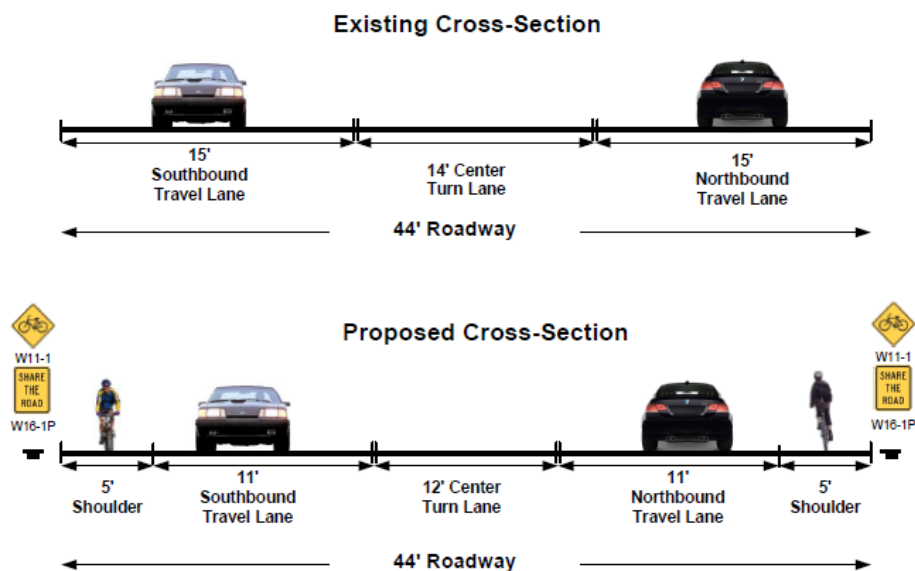 Existing Cross-Section
15'
Southbound
Travel Lane
14' Center
Turn Lane
15'
Northbound
Travel Lane
44' Roadway
Proposed Cross-Section
W11-1
SHARE
THE
ROAD
W16-1P
W11-1
SHARE
THE
ROAD
W16-1P
5'
Shoulder
11'
Southbound
Travel Lane
12' Center
Turn Lane
11'
Northbound
Travel Lane
5'
Shoulder
44' Roadway